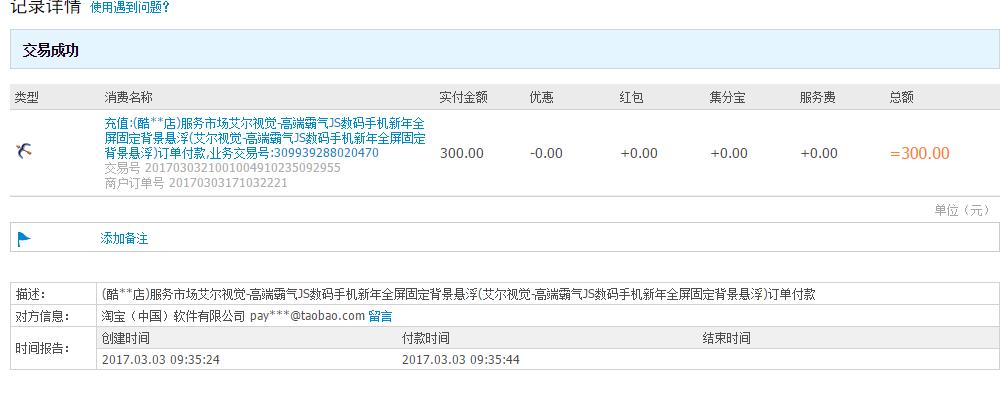 记录详情 使用遇到问题?
交易成功
类型 消费名称 实付金额 优惠 红包 集分宝 服务费 总额
充值:(酷**店)服务市场艾尔视觉-高端霸气JS数码手机新年全
屏固定背景悬浮(艾尔视觉-高端霸气JS数码手机新年全屏固定
背景悬浮)订单付款,业务交易号:309939288020470
交易号 2017030321001004910235092955
商户订单号 20170303171032221
300.00 -0.00 +0.00 +0.00 +0.00 =300.00
单位（元）
添加备注
描述： (酷**店)服务市场艾尔视觉-高端霸气JS数码手机新年全屏固定背景悬浮(艾尔视觉-高端霸气JS数码手机新年全屏固定背景悬浮)订单付款
对方信息： 淘宝（中国）软件有限公司 pay***@taobao.com 留言
时间报告： 创建时间 付款时间 结束时间
2017.03.03 09:35:24 2017.03.03 09:35:44